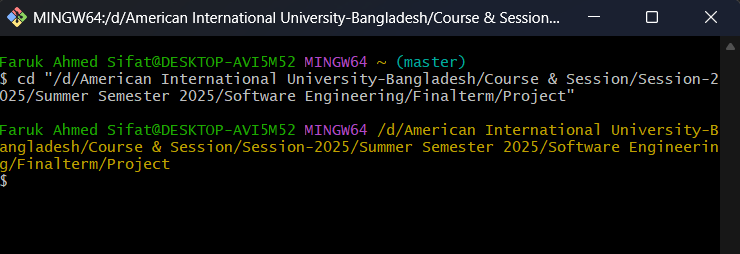 MINGW64:/d/American International University-Bangladesh/Course & Session...
Faruk Ahmed Sifat@DESKTOP-AVI5M52 MINGW64 ~ (master)
$ cd "/d/American International University-Bangladesh/Course & Session/Session-2
025/Summer Semester 2025/Software Engineering/Finalterm/Project"
Faruk Ahmed Sifat@DESKTOP-AVI5M52 MINGW64 /d/American International University-B
angladesh/Course & Session/Session-2025/Summer Semester 2025/Software Engineerin
g/Finalterm/Project
$